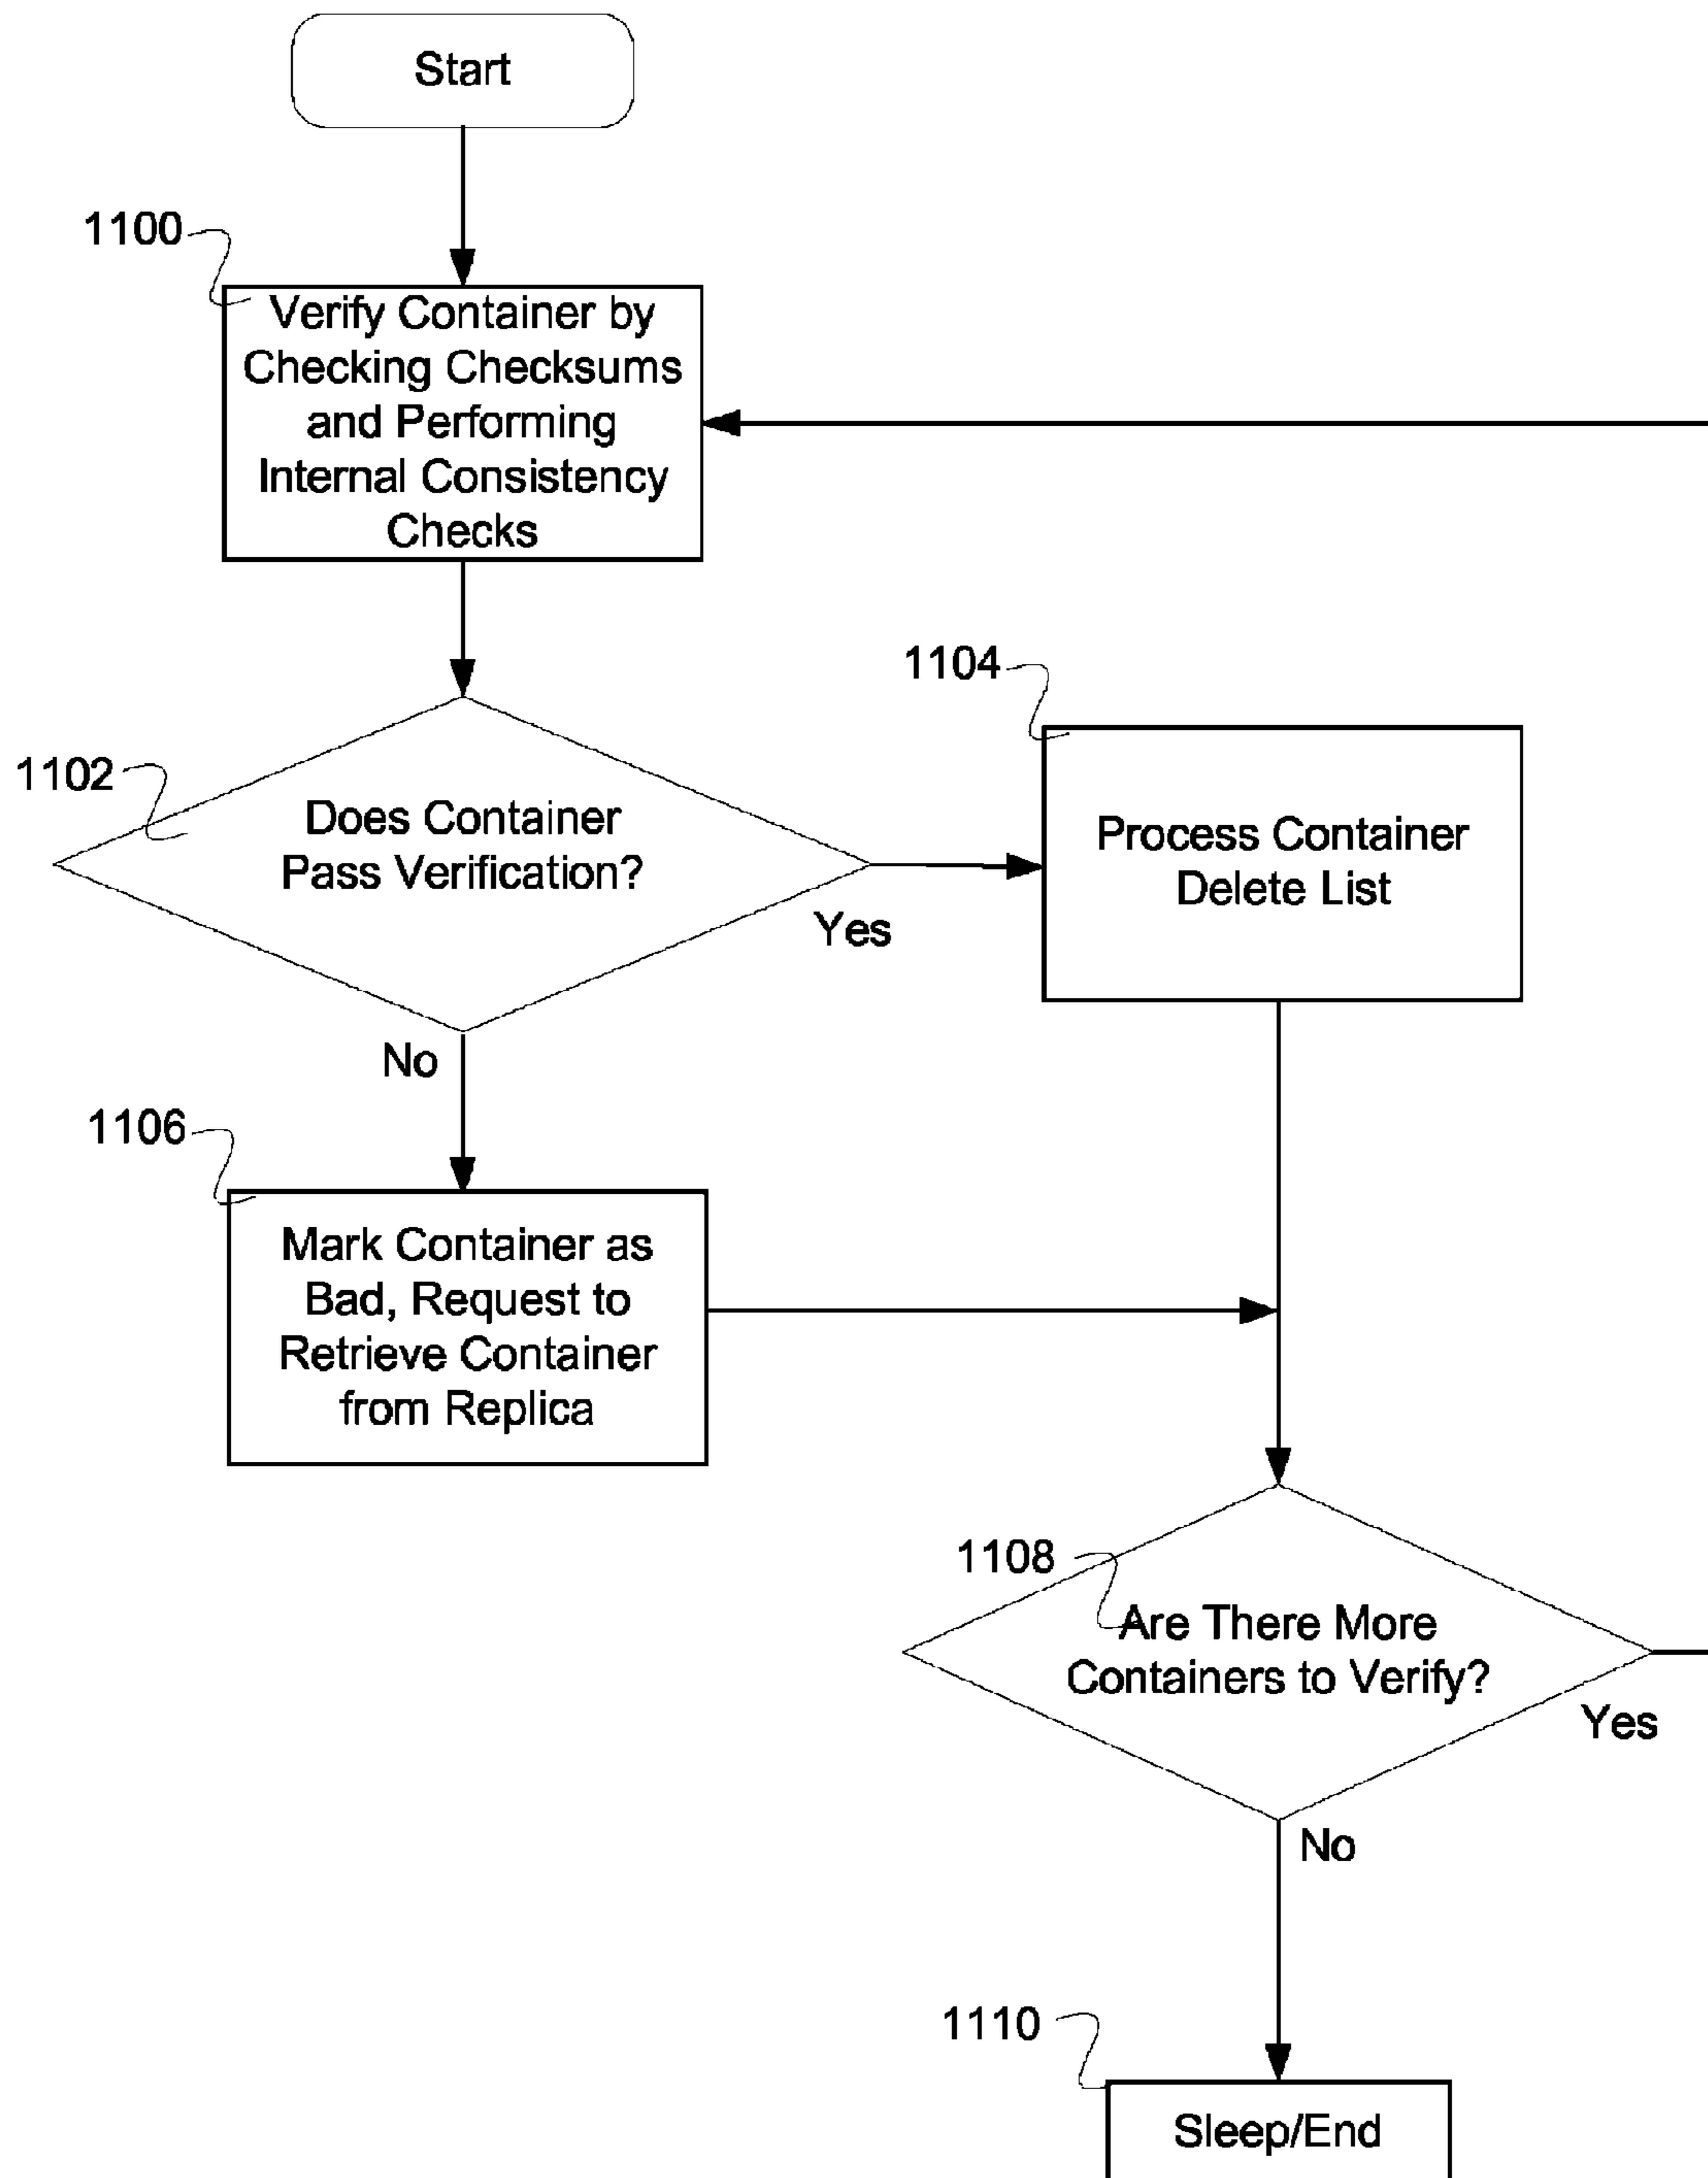 Start
1100
Verify Container by
Checking Checksums
and Performing
Internal Consistency
Checks
1102
Does Container
Pass Verification?
Yes
No
1104
Process Container
Delete List
1106
Mark Container as
Bad, Request to
Retrieve Container
from Replica
1108
Are There More
Containers to Verify?
Yes
No
1110
Sleep/End